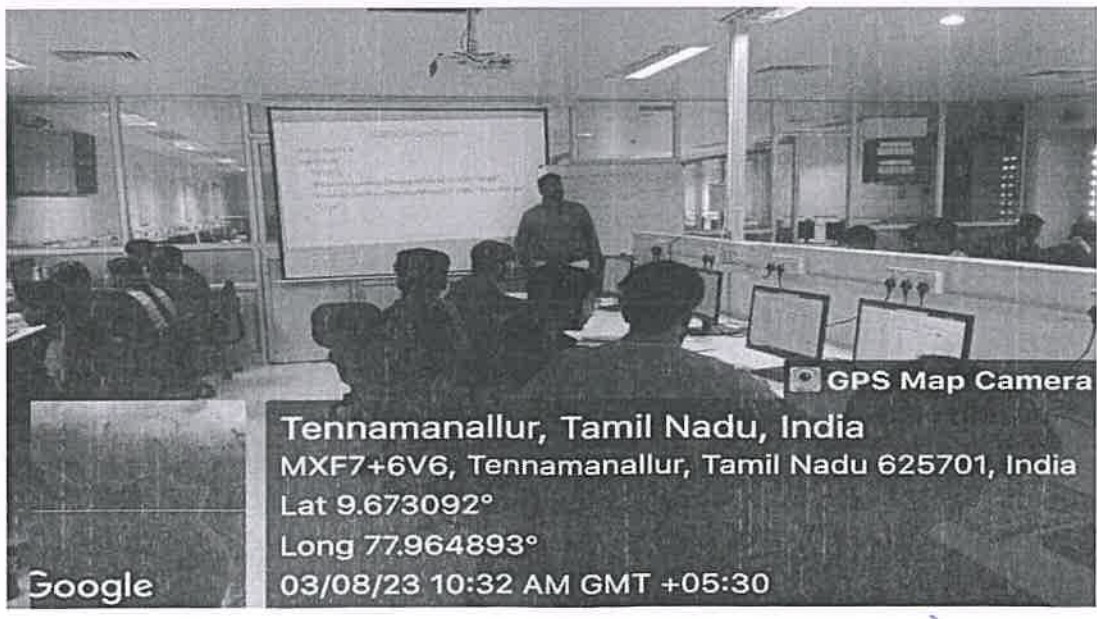 GPS Map Camera
Tennamanallur, Tamil Nadu, India
MXF7+6V6, Tennamanallur, Tamil Nadu 625701, India
Lat 9.673092°
Long 77.964893°
03/08/23 10:32 AM GMT +05:30
Google